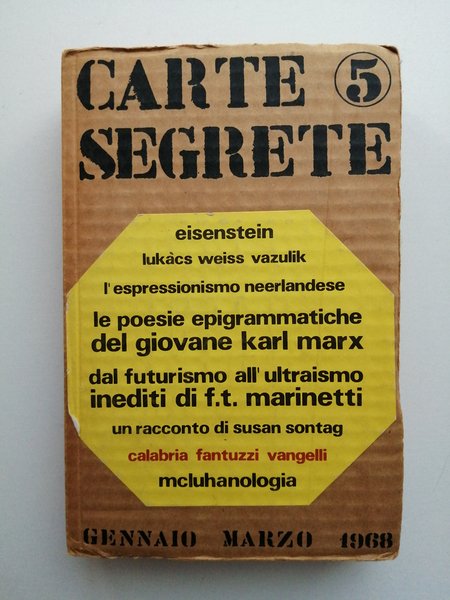 CARTE 5
SEGRETE
eisenstein
lukàcs weiss vazulik
l'espressionismo neerlandese
le poesie epigrammatiche
del giovane karl marx
dal futurismo all'ultraismo
inediti di f.t. marinetti
un racconto di susan sontag
calabria fantuzzi vangelli
mcluhanologia
GENNAIO MARZO 1968